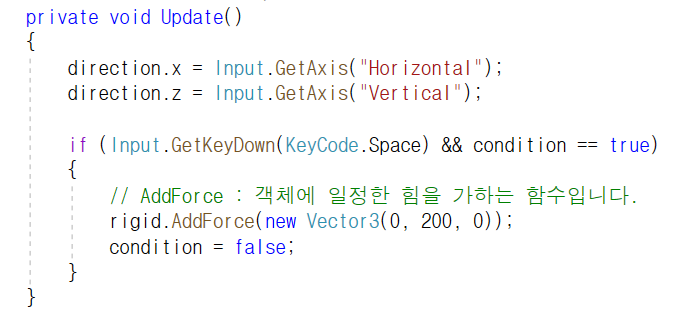 private void Update()
{
direction.x = Input.GetAxis("Horizontal");
direction.z = Input.GetAxis("Vertical");
if (Input.GetKeyDown(KeyCode.Space) && condition == true)
{
// AddForce : 객체에 일정한 힘을 가하는 함수입니다.
rigid.AddForce(new Vector3(0, 200, 0));
condition = false;
}
}